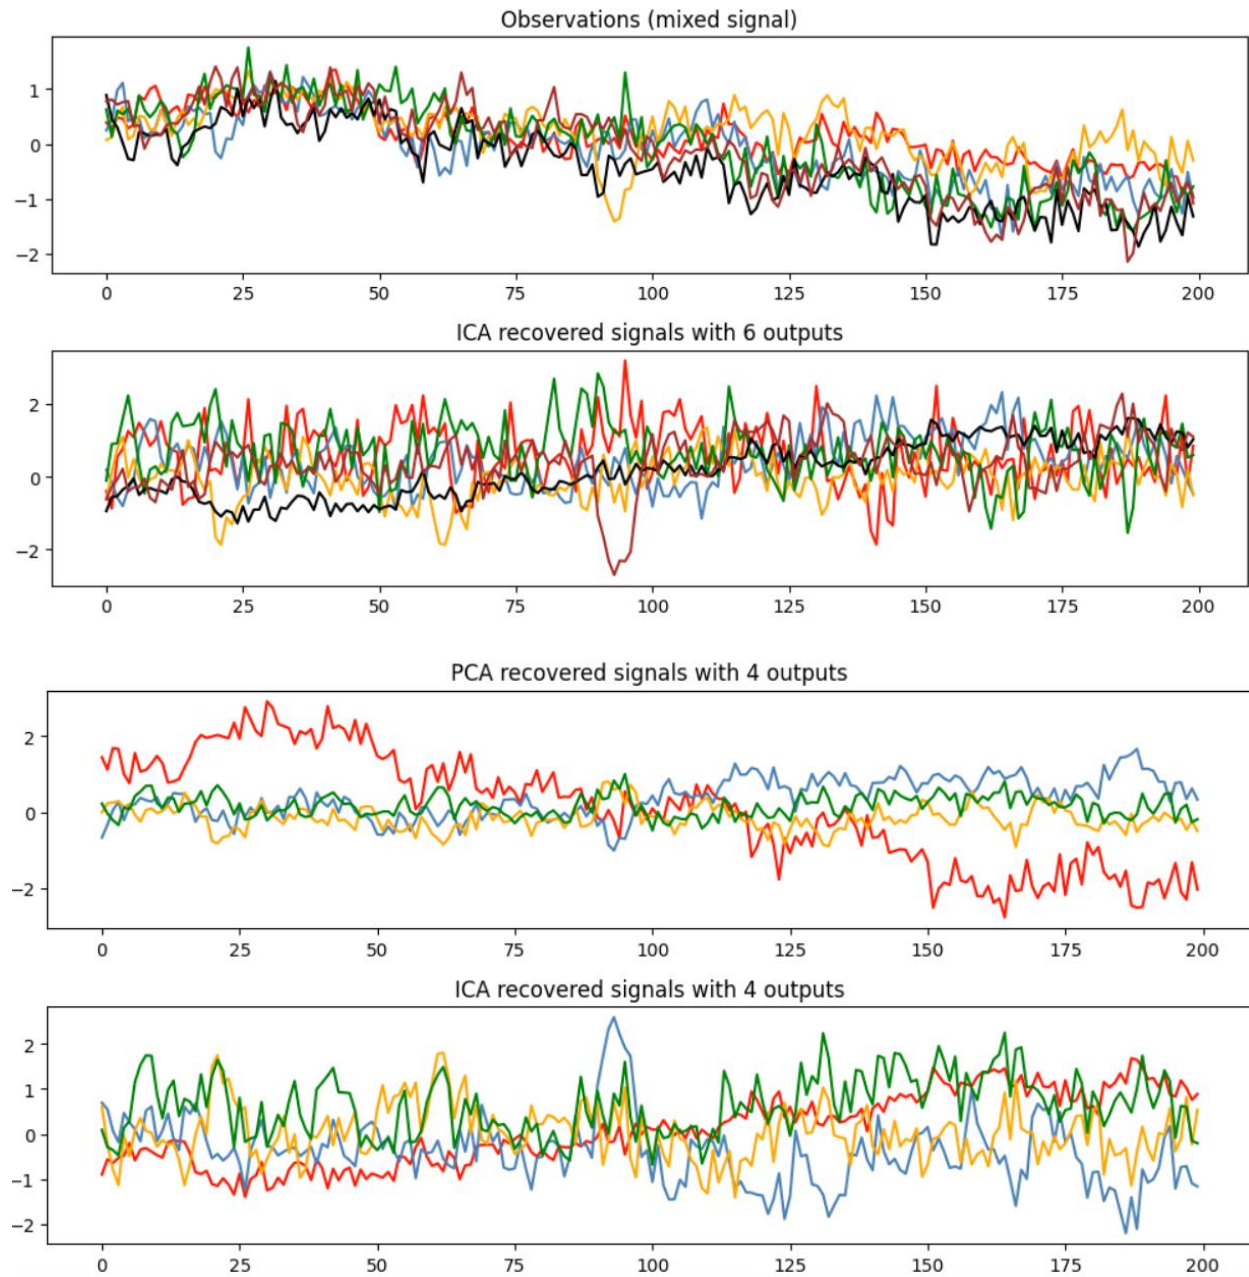 Observations (mixed signal)
1
0
−1
−2
0 25 50 75 100 125 150 175 200
ICA recovered signals with 6 outputs
2
0
−2
0 25 50 75 100 125 150 175 200
PCA recovered signals with 4 outputs
2
0
−2
0 25 50 75 100 125 150 175 200
ICA recovered signals with 4 outputs
2
1
0
−1
−2
0 25 50 75 100 125 150 175 200